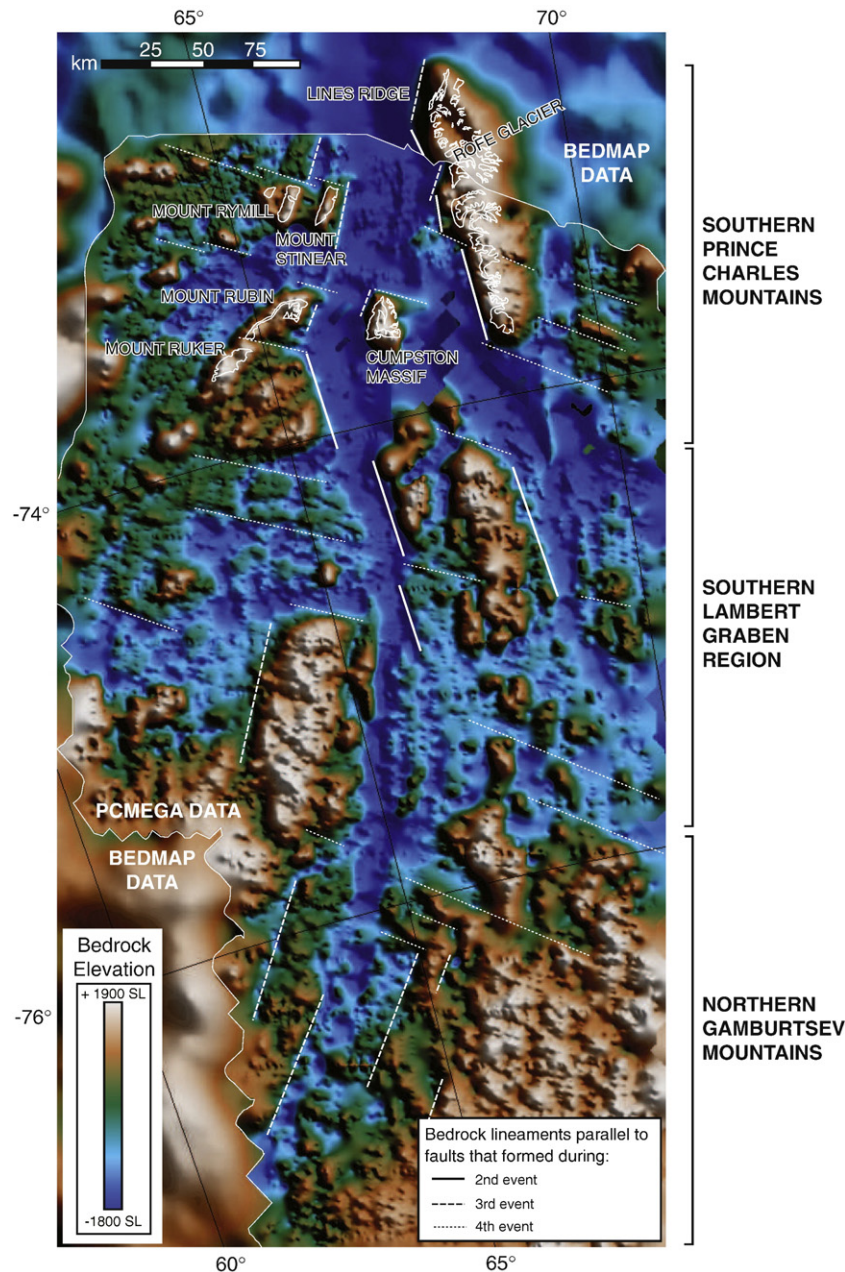 65°
70°
km
25
50
75
LINES RIDGE
ROFE GLACIER
BEDMAP
DATA
MOUNT RYMILL
MOUNT
STINEAR
MOUNT RUBIN
MOUNT RUKER
CUMPSTON
MASSIF
SOUTHERN
PRINCE
CHARLES
MOUNTAINS
-74°
SOUTHERN
LAMBERT
GRABEN
REGION
PCMEGA DATA
BEDMAP
DATA
Bedrock
Elevation
+ 1900 SL
-1800 SL
-76°
NORTHERN
GAMBURTSEV
MOUNTAINS
Bedrock lineaments parallel to
faults that formed during:
2nd event
3rd event
4th event
60°
65°